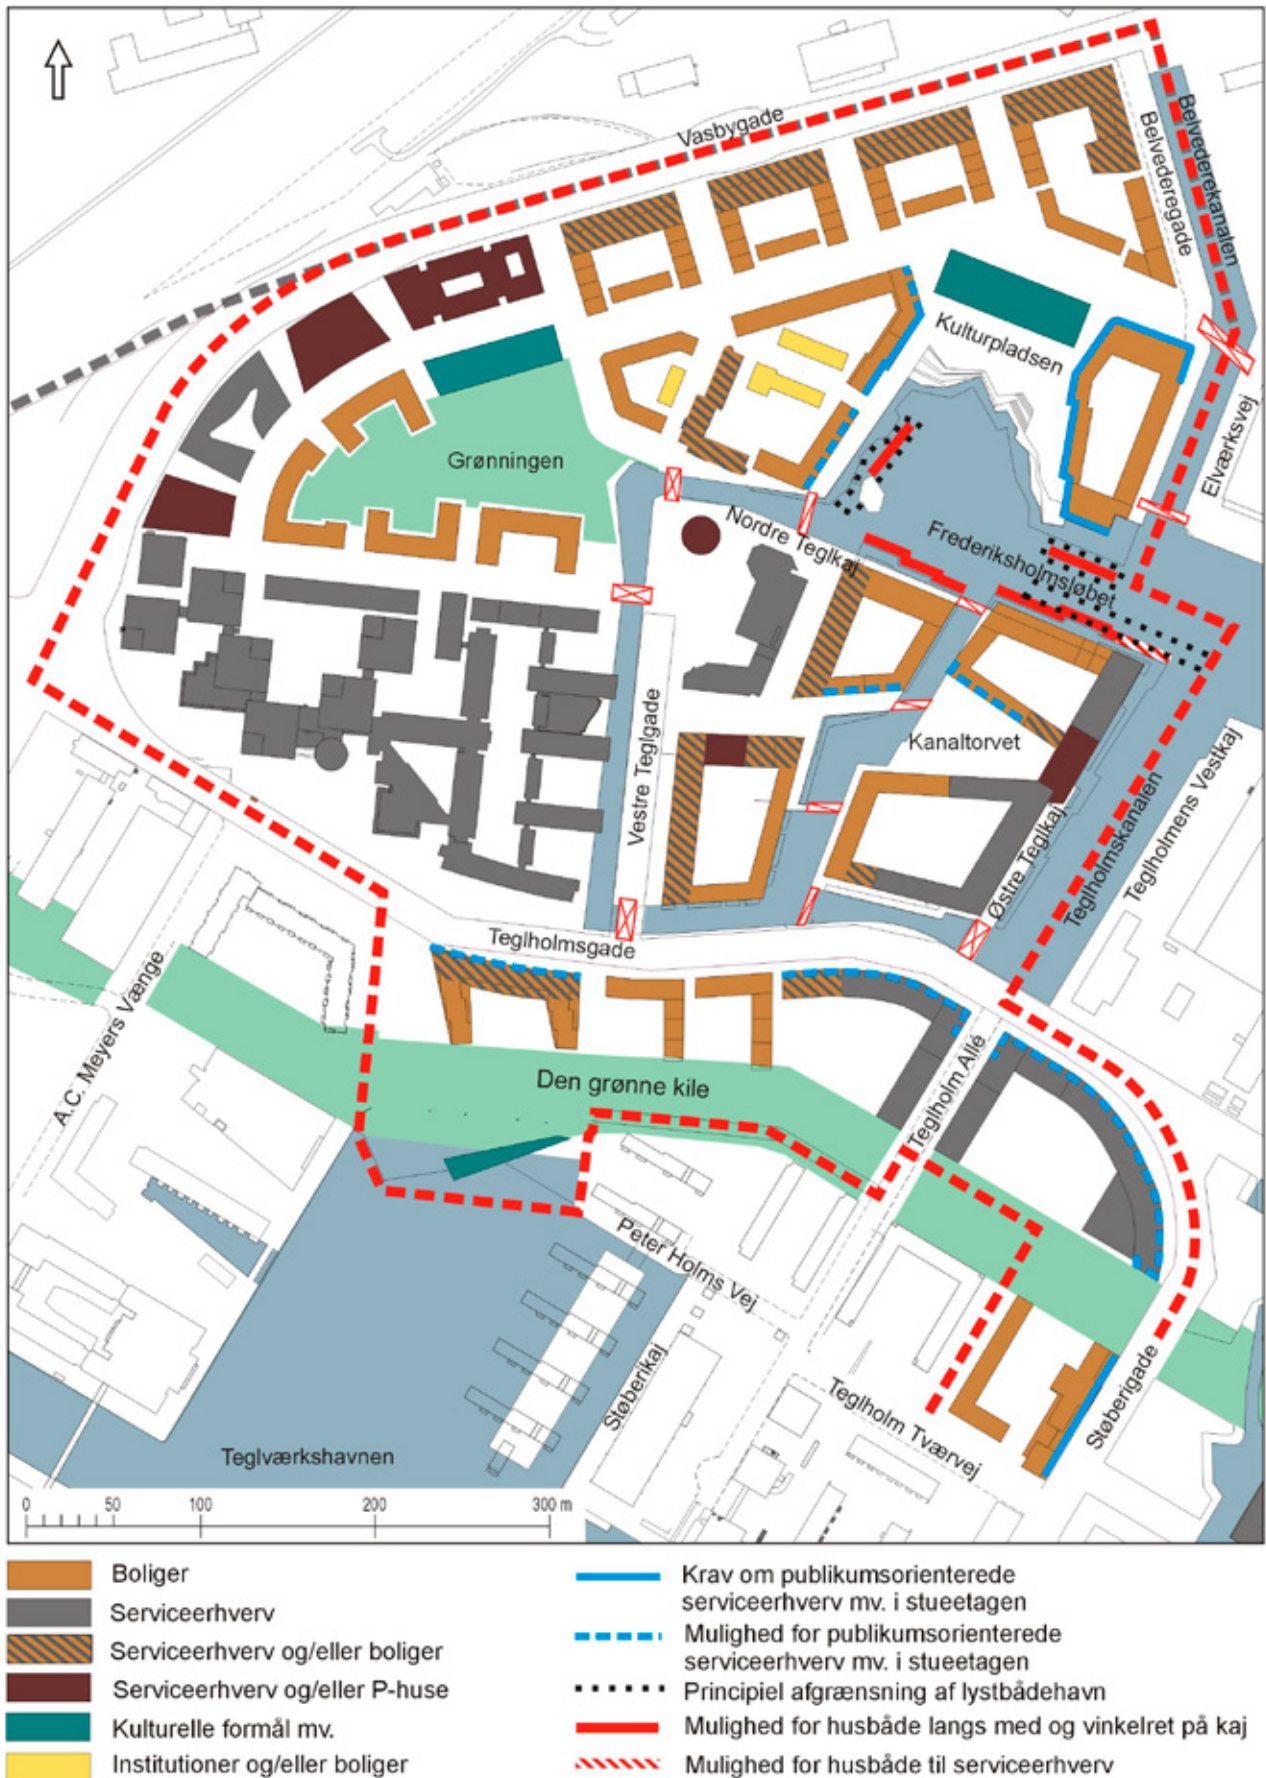 Vasbygade
Belvederekanalen
Belvederegade
Kulturpladsen
Elværksvej
Grønningen
Nordre Teglkaj
Frederiksholmsløbet
Vestre Teglgade
Kanaltorvet
Østre Teglkaj
Teglholmskanalen
Teglholmens Vestkaj
Teglholmsgade
A.C. Meyers Vænge
Den grønne kile
Teglholm Allé
Peter Holms Vej
Støberikaj
Teglholm Tværvej
Støberigade
Teglværkshavnen
0 50 100 200 300 m
Boliger
Serviceerhverv
Serviceerhverv og/eller boliger
Serviceerhverv og/eller P-huse
Kulturelle formål mv.
Institutioner og/eller boliger
Krav om publikumsorienterede
serviceerhverv mv. i stueetagen
Mulighed for publikumsorienterede
serviceerhverv mv. i stueetagen
Principiel afgrænsning af lystbådehavn
Mulighed for husbåde langs med og vinkelret på kaj
Mulighed for husbåde til serviceerhverv